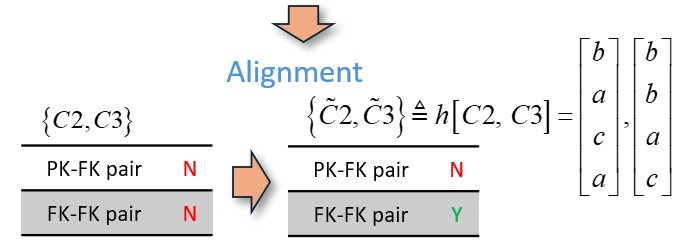 Alignment
{C2, C3}
PK-FK pair N
FK-FK pair N
{C̃2, C̃3} ≜ h[C2, C3] = [b a c a], [b b a c]
PK-FK pair N
FK-FK pair Y